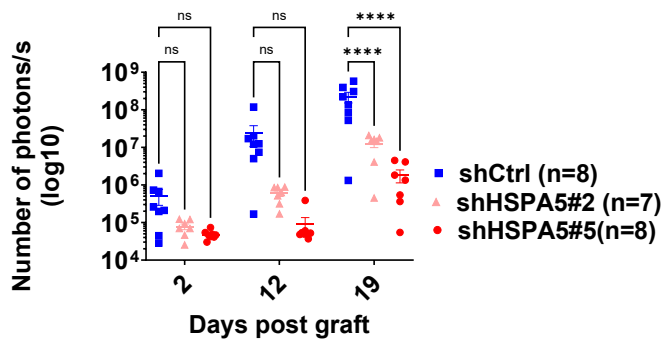 ns
ns
ns
ns
****
****
Number of photons/s
(log10)
10⁹
10⁸
10⁷
10⁶
10⁵
10⁴
2
12
19
Days post graft
shCtrl (n=8)
shHSPA5#2 (n=7)
shHSPA5#5(n=8)